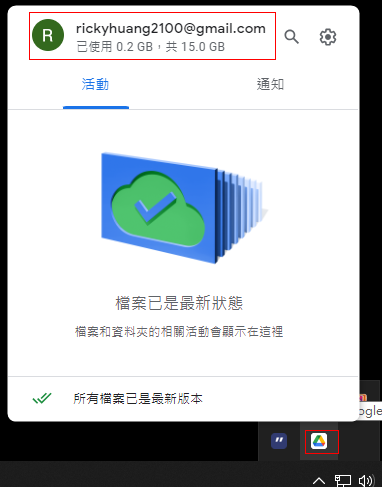 R
rickyhuang2100@gmail.com
已使用 0.2 GB，共 15.0 GB
活動
通知
檔案已是最新狀態
檔案和資料夾的相關活動會顯示在這裡
所有檔案已是最新版本
ogle